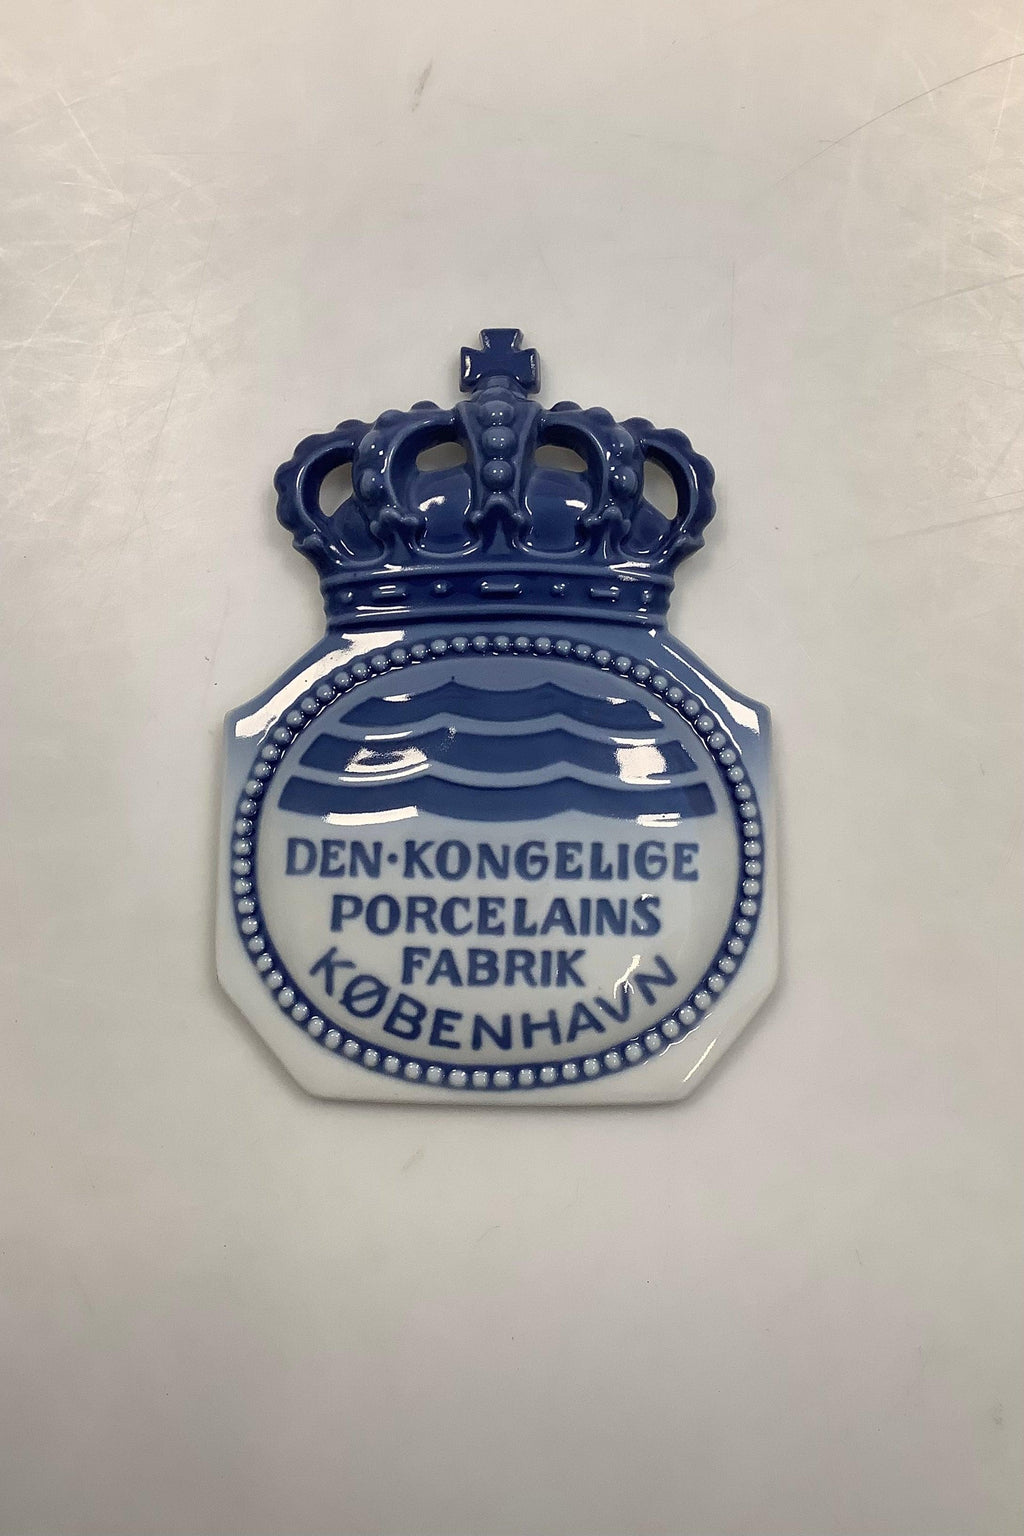 DEN·KONGELIGE
PORCELAINS
FABRIK
KØBENHAVN